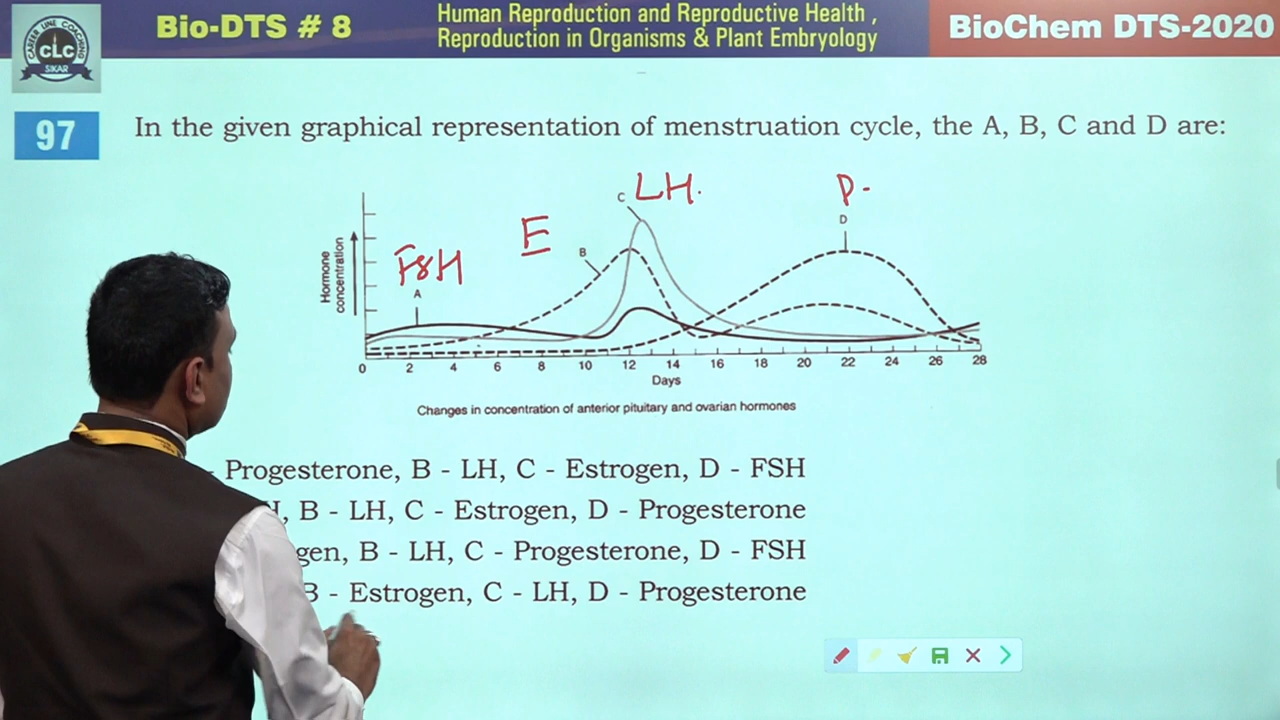 CAREER LINE COACHING
CLC
SIKAR
Bio-DTS # 8
Human Reproduction and Reproductive Health ,
Reproduction in Organisms & Plant Embryology
BioChem DTS-2020
97
In the given graphical representation of menstruation cycle, the A, B, C and D are:
Hormone
concentration
FSH
A
E
B
C
LH.
P-
D
0 2 4 6 8 10 12 14 16 18 20 22 24 26 28
Days
Changes in concentration of anterior pituitary and ovarian hormones
- Progesterone, B - LH, C - Estrogen, D - FSH
H, B - LH, C - Estrogen, D - Progesterone
gen, B - LH, C - Progesterone, D - FSH
B - Estrogen, C - LH, D - Progesterone